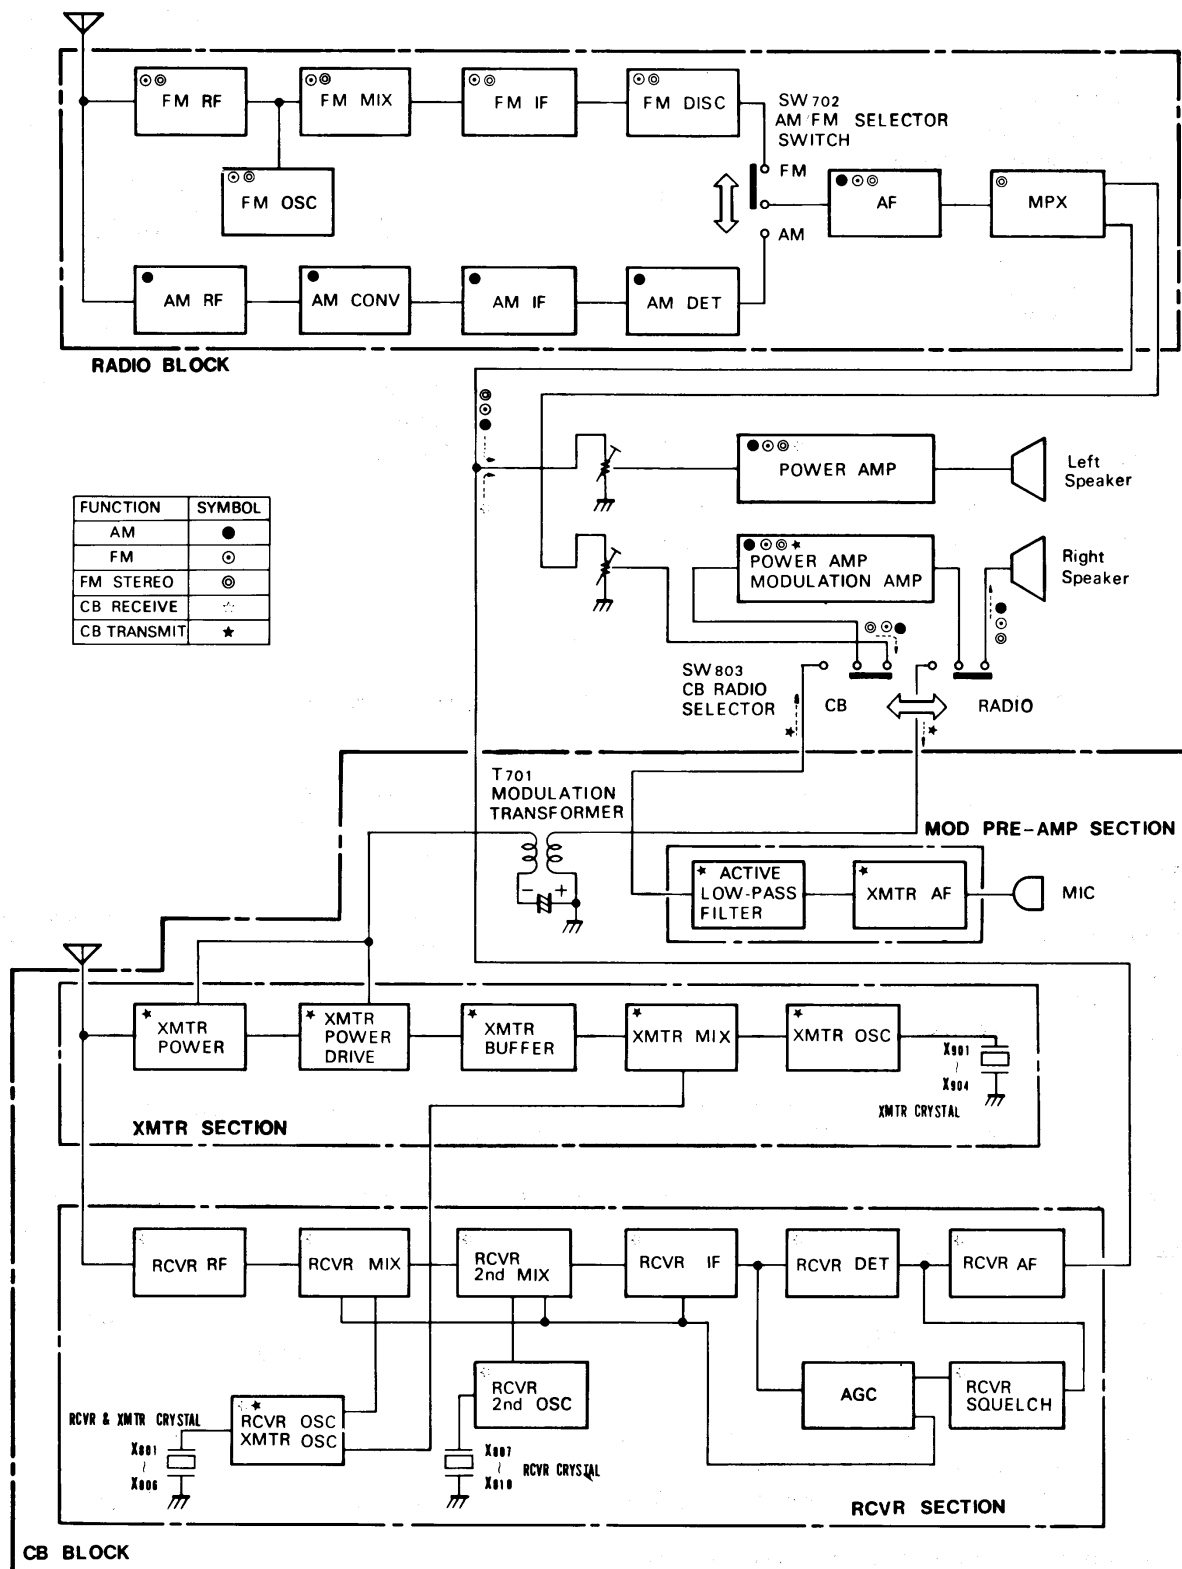 FM RF
FM MIX
FM IF
FM DISC
SW 702
AM/FM SELECTOR
SWITCH
FM OSC
FM
AF
MPX
AM
AM RF
AM CONV
AM IF
AM DET
RADIO BLOCK
POWER AMP
Left
Speaker
FUNCTION SYMBOL
AM
FM
FM STEREO
CB RECEIVE
CB TRANSMIT
POWER AMP
MODULATION AMP
Right
Speaker
SW 803
CB RADIO
SELECTOR
CB
RADIO
T701
MODULATION
TRANSFORMER
MOD PRE-AMP SECTION
ACTIVE
LOW-PASS
FILTER
XMTR AF
MIC
- +
XMTR
POWER
XMTR
POWER
DRIVE
XMTR
BUFFER
XMTR MIX
XMTR OSC
X901
~
X904
XMTR CRYSTAL
XMTR SECTION
RCVR RF
RCVR MIX
RCVR
2nd MIX
RCVR IF
RCVR DET
RCVR AF
RCVR & XMTR CRYSTAL
RCVR OSC
XMTR OSC
RCVR
2nd OSC
AGC
RCVR
SQUELCH
X801
~
X806
X807
~
X810
RCVR CRYSTAL
RCVR SECTION
CB BLOCK